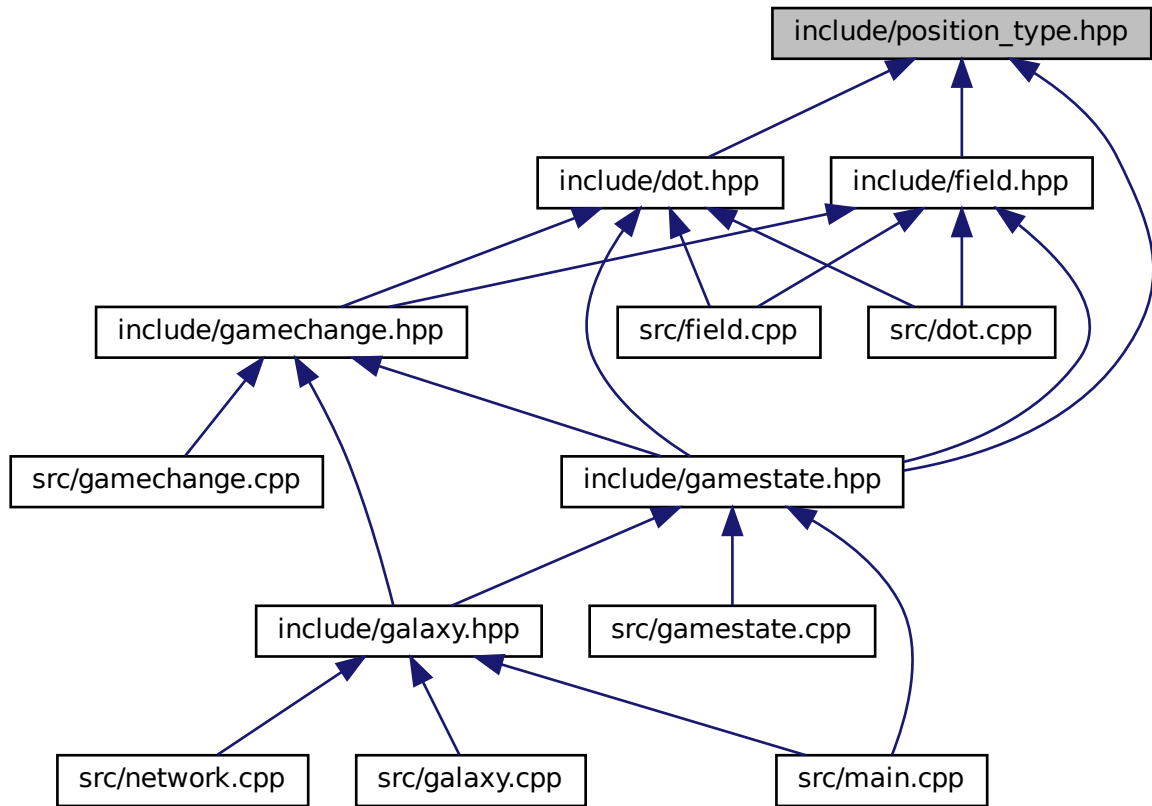 include/position_type.hpp
include/dot.hpp
include/field.hpp
include/gamechange.hpp
src/field.cpp
src/dot.cpp
src/gamechange.cpp
include/gamestate.hpp
include/galaxy.hpp
src/gamestate.cpp
src/network.cpp
src/galaxy.cpp
src/main.cpp